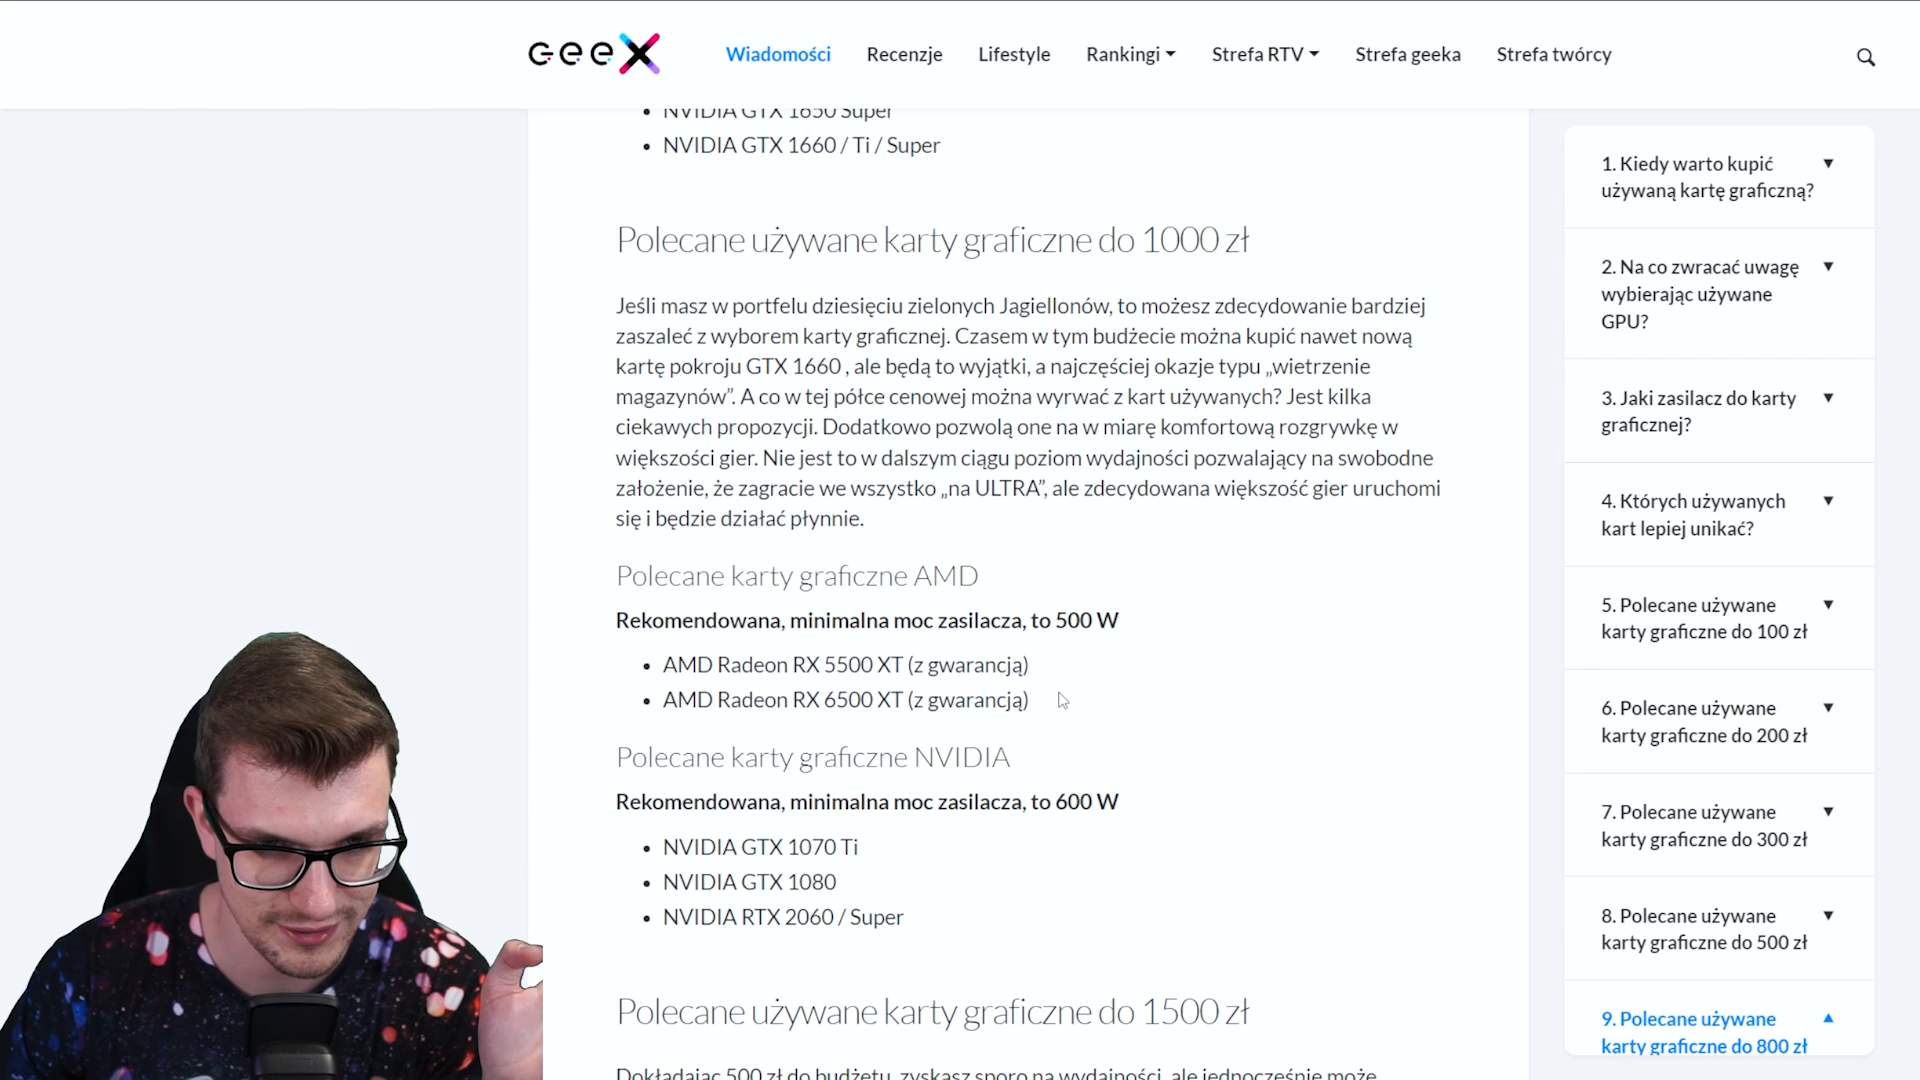 GeeX
Wiadomości
Recenzje
Lifestyle
Rankingi
Strefa RTV
Strefa geeka
Strefa twórcy
NVIDIA GTX 1650 Super
NVIDIA GTX 1660 / Ti / Super
Polecane używane karty graficzne do 1000 zł
Jeśli masz w portfelu dziesięciu zielonych Jagiellonów, to możesz zdecydowanie bardziej
zaszaleć z wyborem karty graficznej. Czasem w tym budżecie można kupić nawet nową
kartę pokroju GTX 1660 , ale będą to wyjątki, a najczęściej okazje typu „wietrzenie
magazynów”. A co w tej półce cenowej można wyrwać z kart używanych? Jest kilka
ciekawych propozycji. Dodatkowo pozwolą one na w miarę komfortową rozgrywkę w
większości gier. Nie jest to w dalszym ciągu poziom wydajności pozwalający na swobodne
założenie, że zagracie we wszystko „na ULTRA”, ale zdecydowana większość gier uruchomi
się i będzie działać płynnie.
Polecane karty graficzne AMD
Rekomendowana, minimalna moc zasilacza, to 500 W
AMD Radeon RX 5500 XT (z gwarancją)
AMD Radeon RX 6500 XT (z gwarancją)
Polecane karty graficzne NVIDIA
Rekomendowana, minimalna moc zasilacza, to 600 W
NVIDIA GTX 1070 Ti
NVIDIA GTX 1080
NVIDIA RTX 2060 / Super
Polecane używane karty graficzne do 1500 zł
Dokładając 500 zł do budżetu, zyskasz sporo na wydajności, ale jednocześnie może
1. Kiedy warto kupić
używaną kartę graficzną?
2. Na co zwracać uwagę
wybierając używane
GPU?
3. Jaki zasilacz do karty
graficznej?
4. Których używanych
kart lepiej unikać?
5. Polecane używane
karty graficzne do 100 zł
6. Polecane używane
karty graficzne do 200 zł
7. Polecane używane
karty graficzne do 300 zł
8. Polecane używane
karty graficzne do 500 zł
9. Polecane używane
karty graficzne do 800 zł